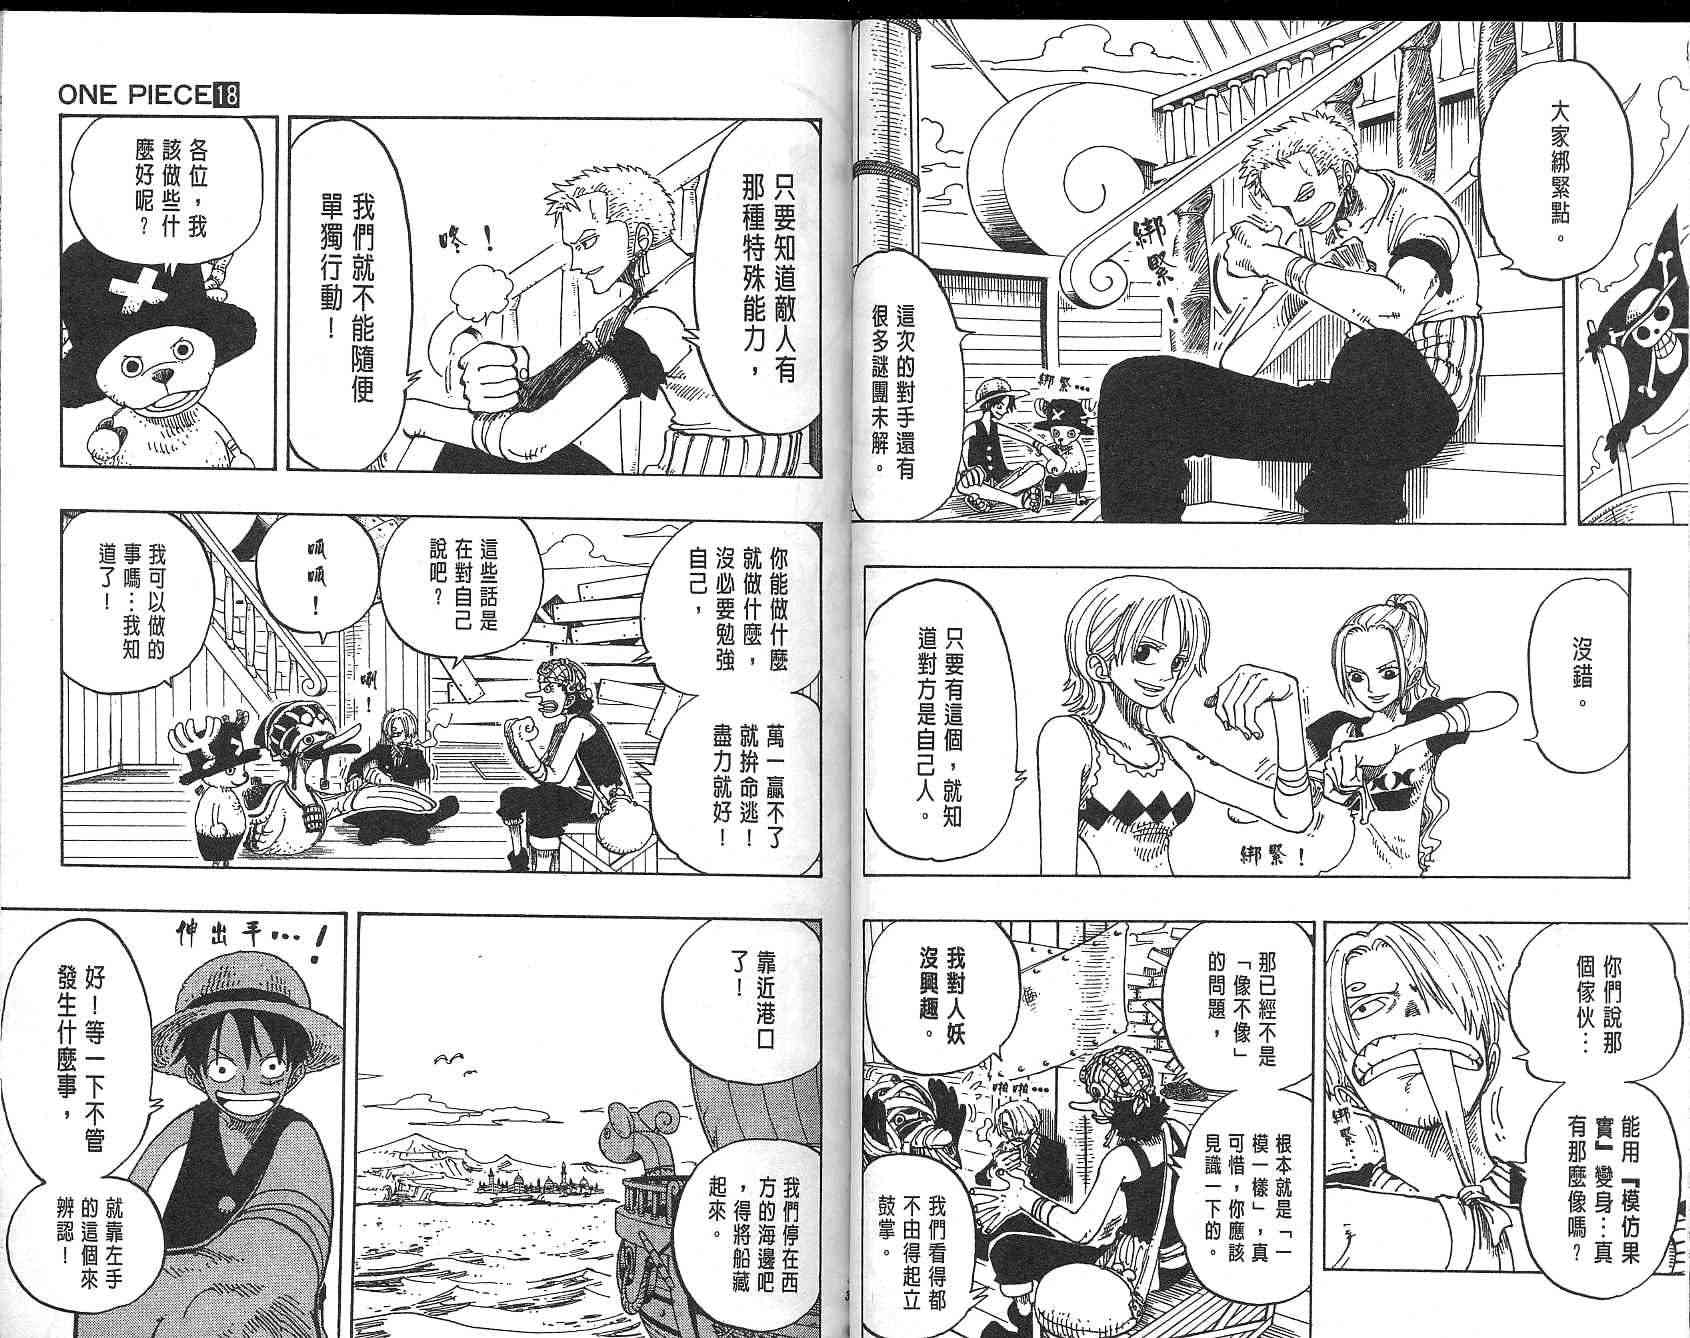 大家綁緊點。
綁緊！
綁緊…
這次的對手還有
很多謎團未解。
沒錯。
綁緊！
只要有這個，就知
道對方是自己人。
你們說那
個傢伙…
能用『模仿果
實』變身…真
有那麼像嗎？
綁緊…
那已經不是
「像不像」
的問題，
根本就是「一
模一樣」，真
可惜，你應該
見識一下的。
啪啪…
我對人妖
沒興趣。
我們看得都
不由得起立
鼓掌。
ONE PIECE 18
只要知道敵人有
那種特殊能力，
咚！
我們就不能隨便
單獨行動！
各位，我
該做些什
麼好呢？
你能做什麼
就做什麼，
沒必要勉強
自己，
萬一贏不了
就拚命逃！
盡力就好！
這些話是
在對自己
說吧？
唰！
呱呱！
我可以做的
事嗎…我知
道了！
靠近港口
了！
我們停在西
方的海邊吧
，得將船藏
起來。
伸出手…！
好！等一下不管
發生什麼事，
就靠左手
的這個來
辨認！